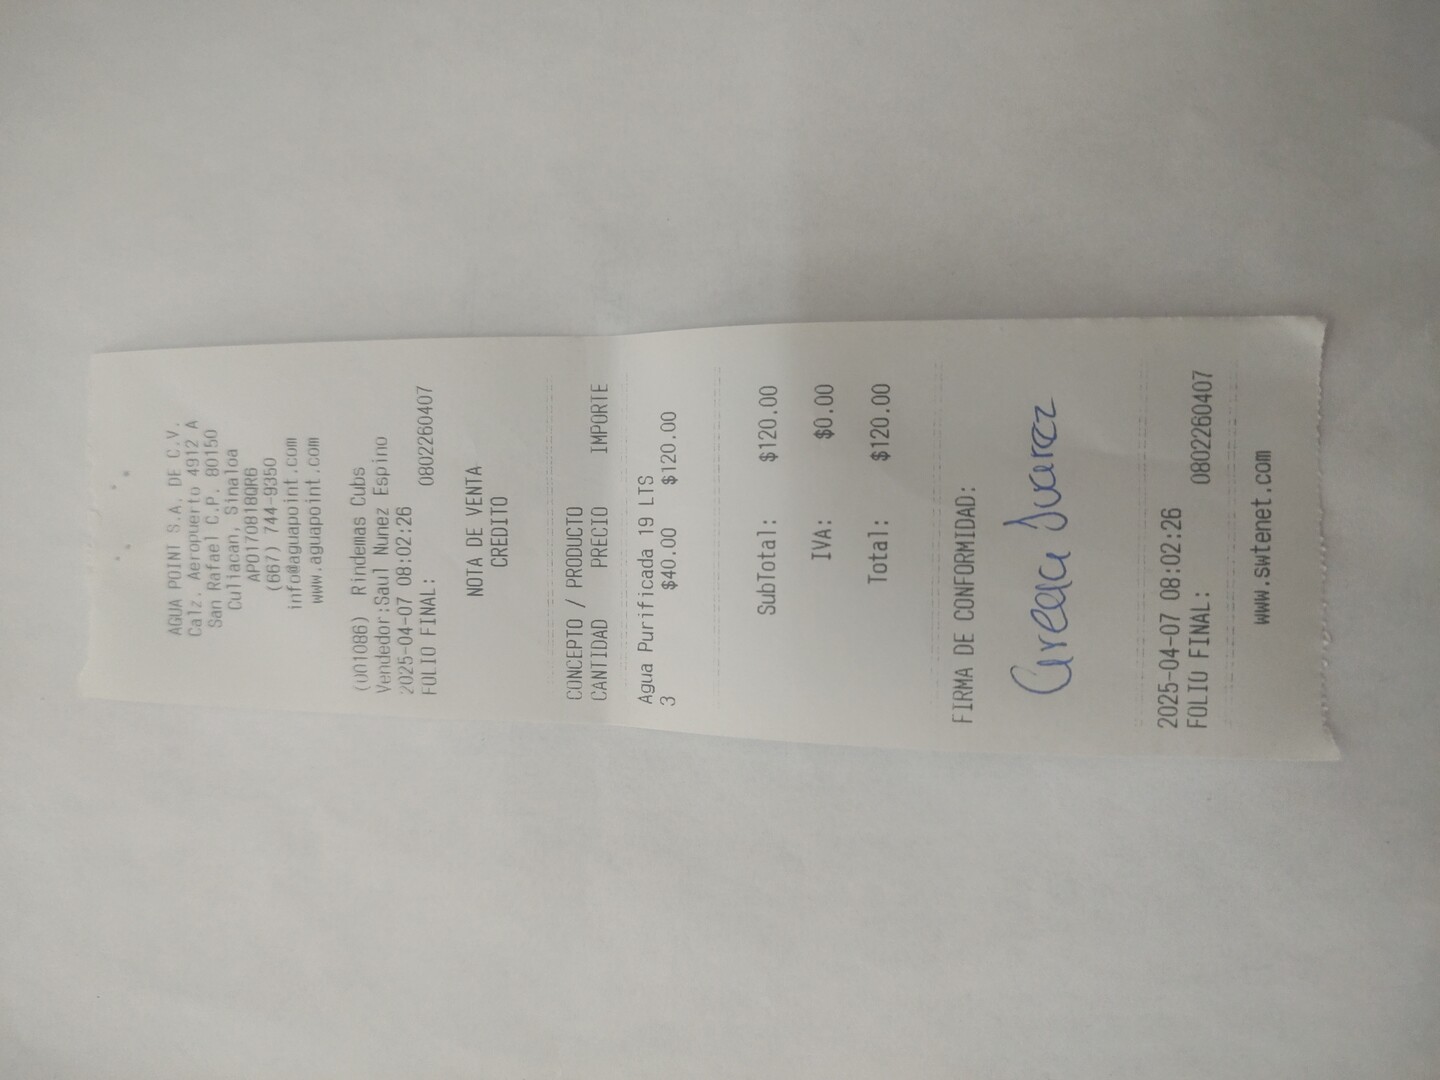 AGUA POINT S.A. DE C.V.
Calz. Aeropuerto 4912 A
San Rafael C.P. 80150
Culiacan, Sinaloa
APO170818QR6
(667) 744-9350
info@aguapoint.com
www.aguapoint.com
(001086) Rindemas Cubs
Vendedor:Saul Nunez Espino
2025-04-07 08:02:26
FOLIO FINAL: 0802260407
NOTA DE VENTA
CREDITO
CONCEPTO / PRODUCTO
CANTIDAD PRECIO IMPORTE
Agua Purificada 19 LTS
3 $40.00 $120.00
SubTotal: $120.00
IVA: $0.00
Total: $120.00
FIRMA DE CONFORMIDAD:
Juarez
2025-04-07 08:02:26
FOLIO FINAL: 0802260407
www.swtenet.com